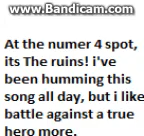 www.Bandicam.com
At the numer 4 spot,
its The ruins! i've
been humming this
song all day, but i like
battle against a true
hero more.